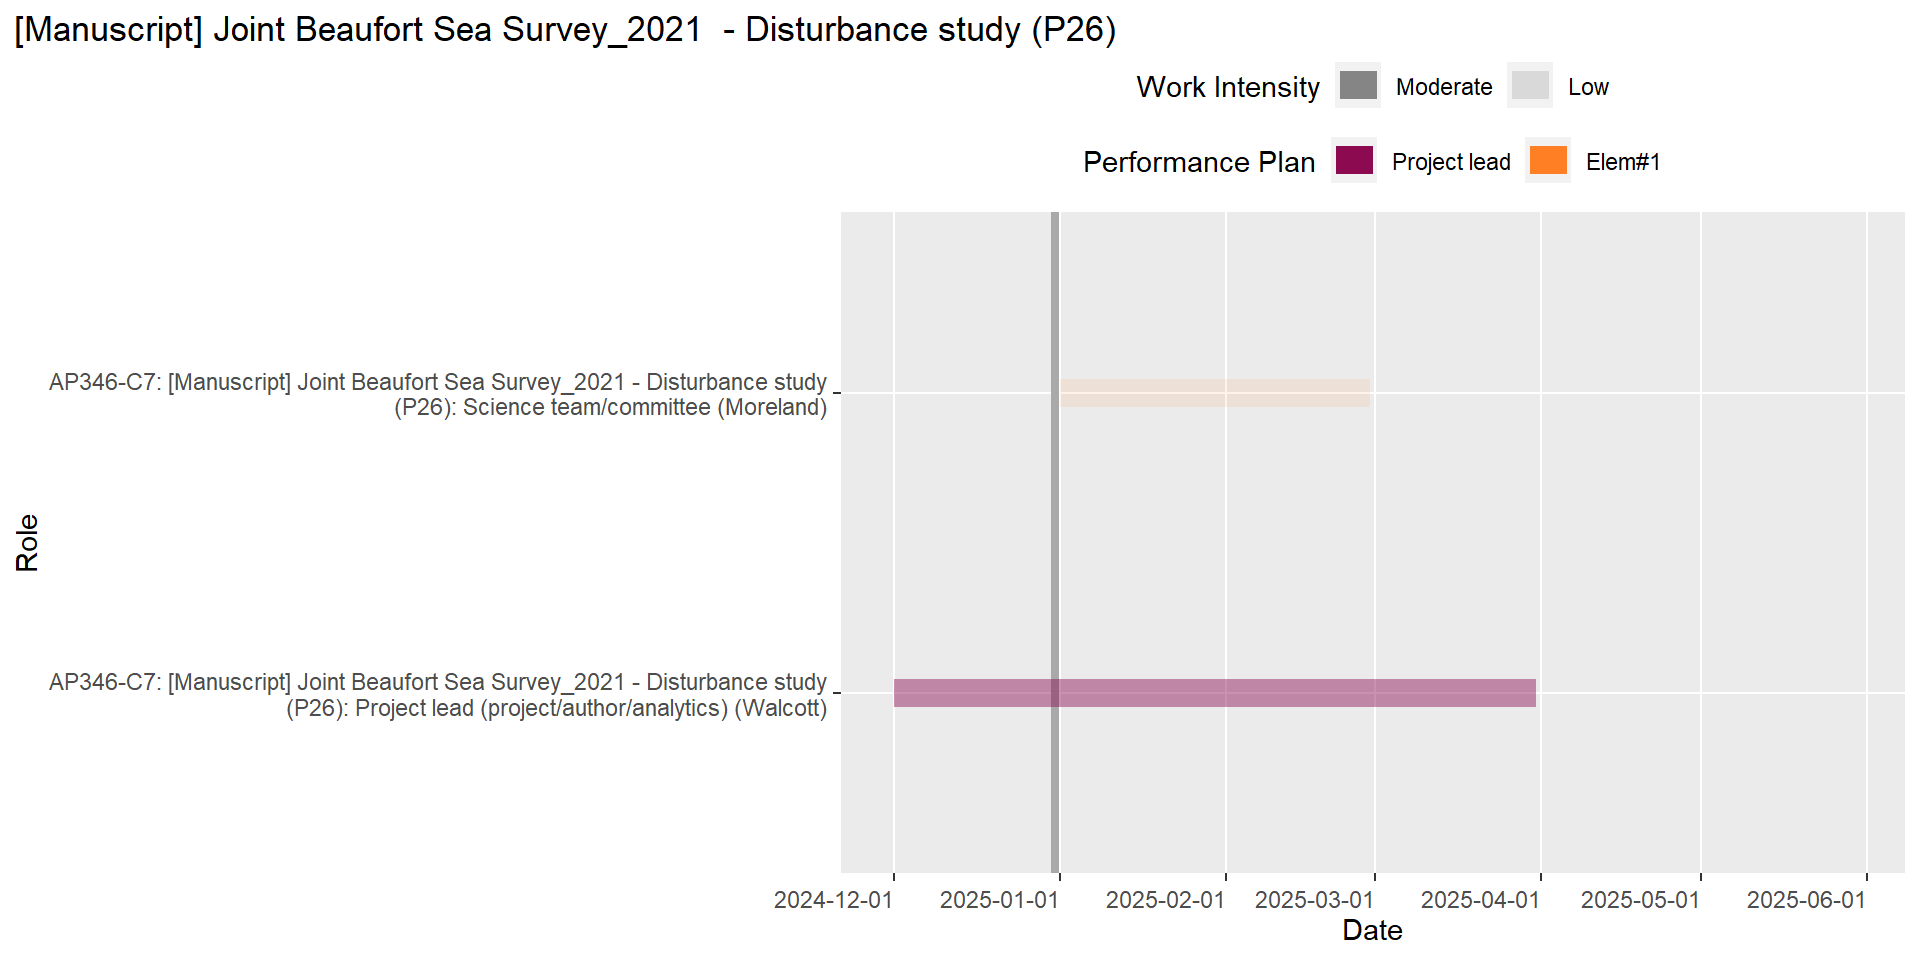 [Manuscript] Joint Beaufort Sea Survey_2021  - Disturbance study (P26)
Work Intensity Moderate Low
Performance Plan Project lead Elem#1
AP346-C7: [Manuscript] Joint Beaufort Sea Survey_2021 - Disturbance study
(P26): Science team/committee (Moreland)
Role
AP346-C7: [Manuscript] Joint Beaufort Sea Survey_2021 - Disturbance study
(P26): Project lead (project/author/analytics) (Walcott)
2024-12-01 2025-01-01 2025-02-01 2025-03-01 2025-04-01 2025-05-01 2025-06-01
Date